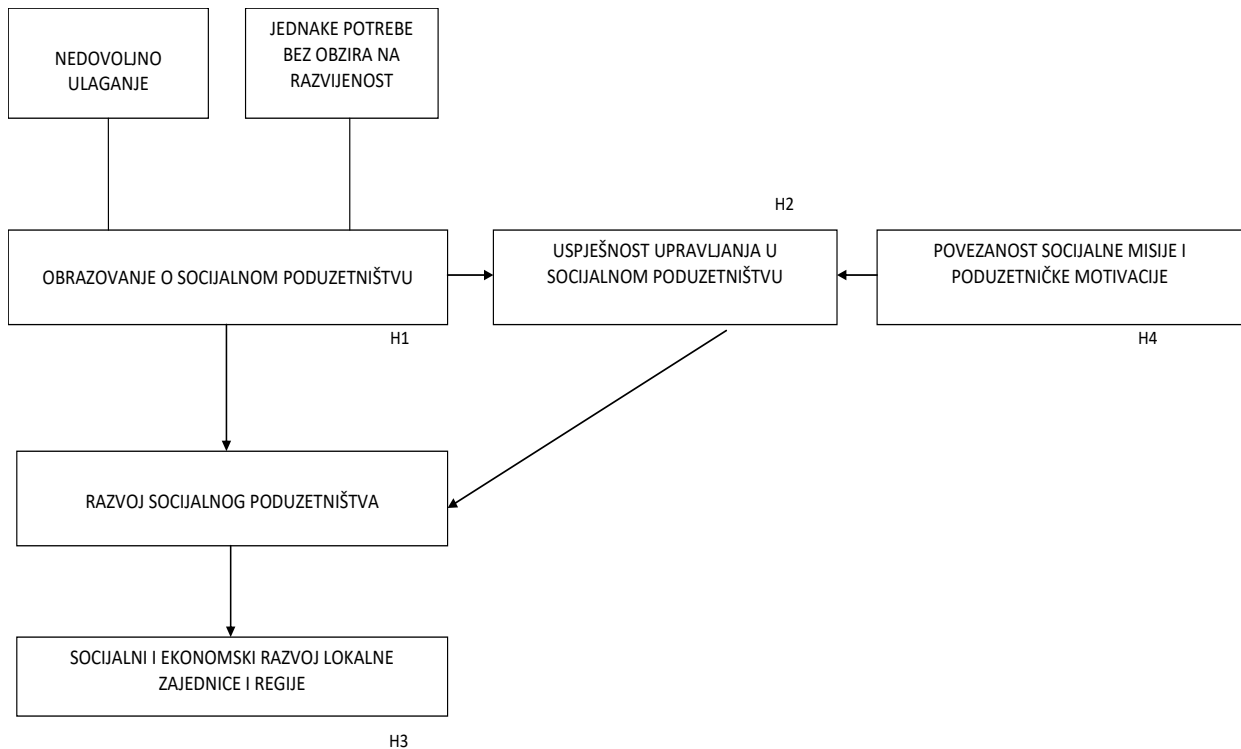 NEDOVOLJNO
ULAGANJE
JEDNAKE POTREBE
BEZ OBZIRA NA
RAZVIJENOST
H2
OBRAZOVANJE O SOCIJALNOM PODUZETNIŠTVU
H1
USPJEŠNOST UPRAVLJANJA U
SOCIJALNOM PODUZETNIŠTVU
POVEZANOST SOCIJALNE MISIJE I
PODUZETNIČKE MOTIVACIJE
H4
RAZVOJ SOCIJALNOG PODUZETNIŠTVA
SOCIJALNI I EKONOMSKI RAZVOJ LOKALNE
ZAJEDNICE I REGIJE
H3